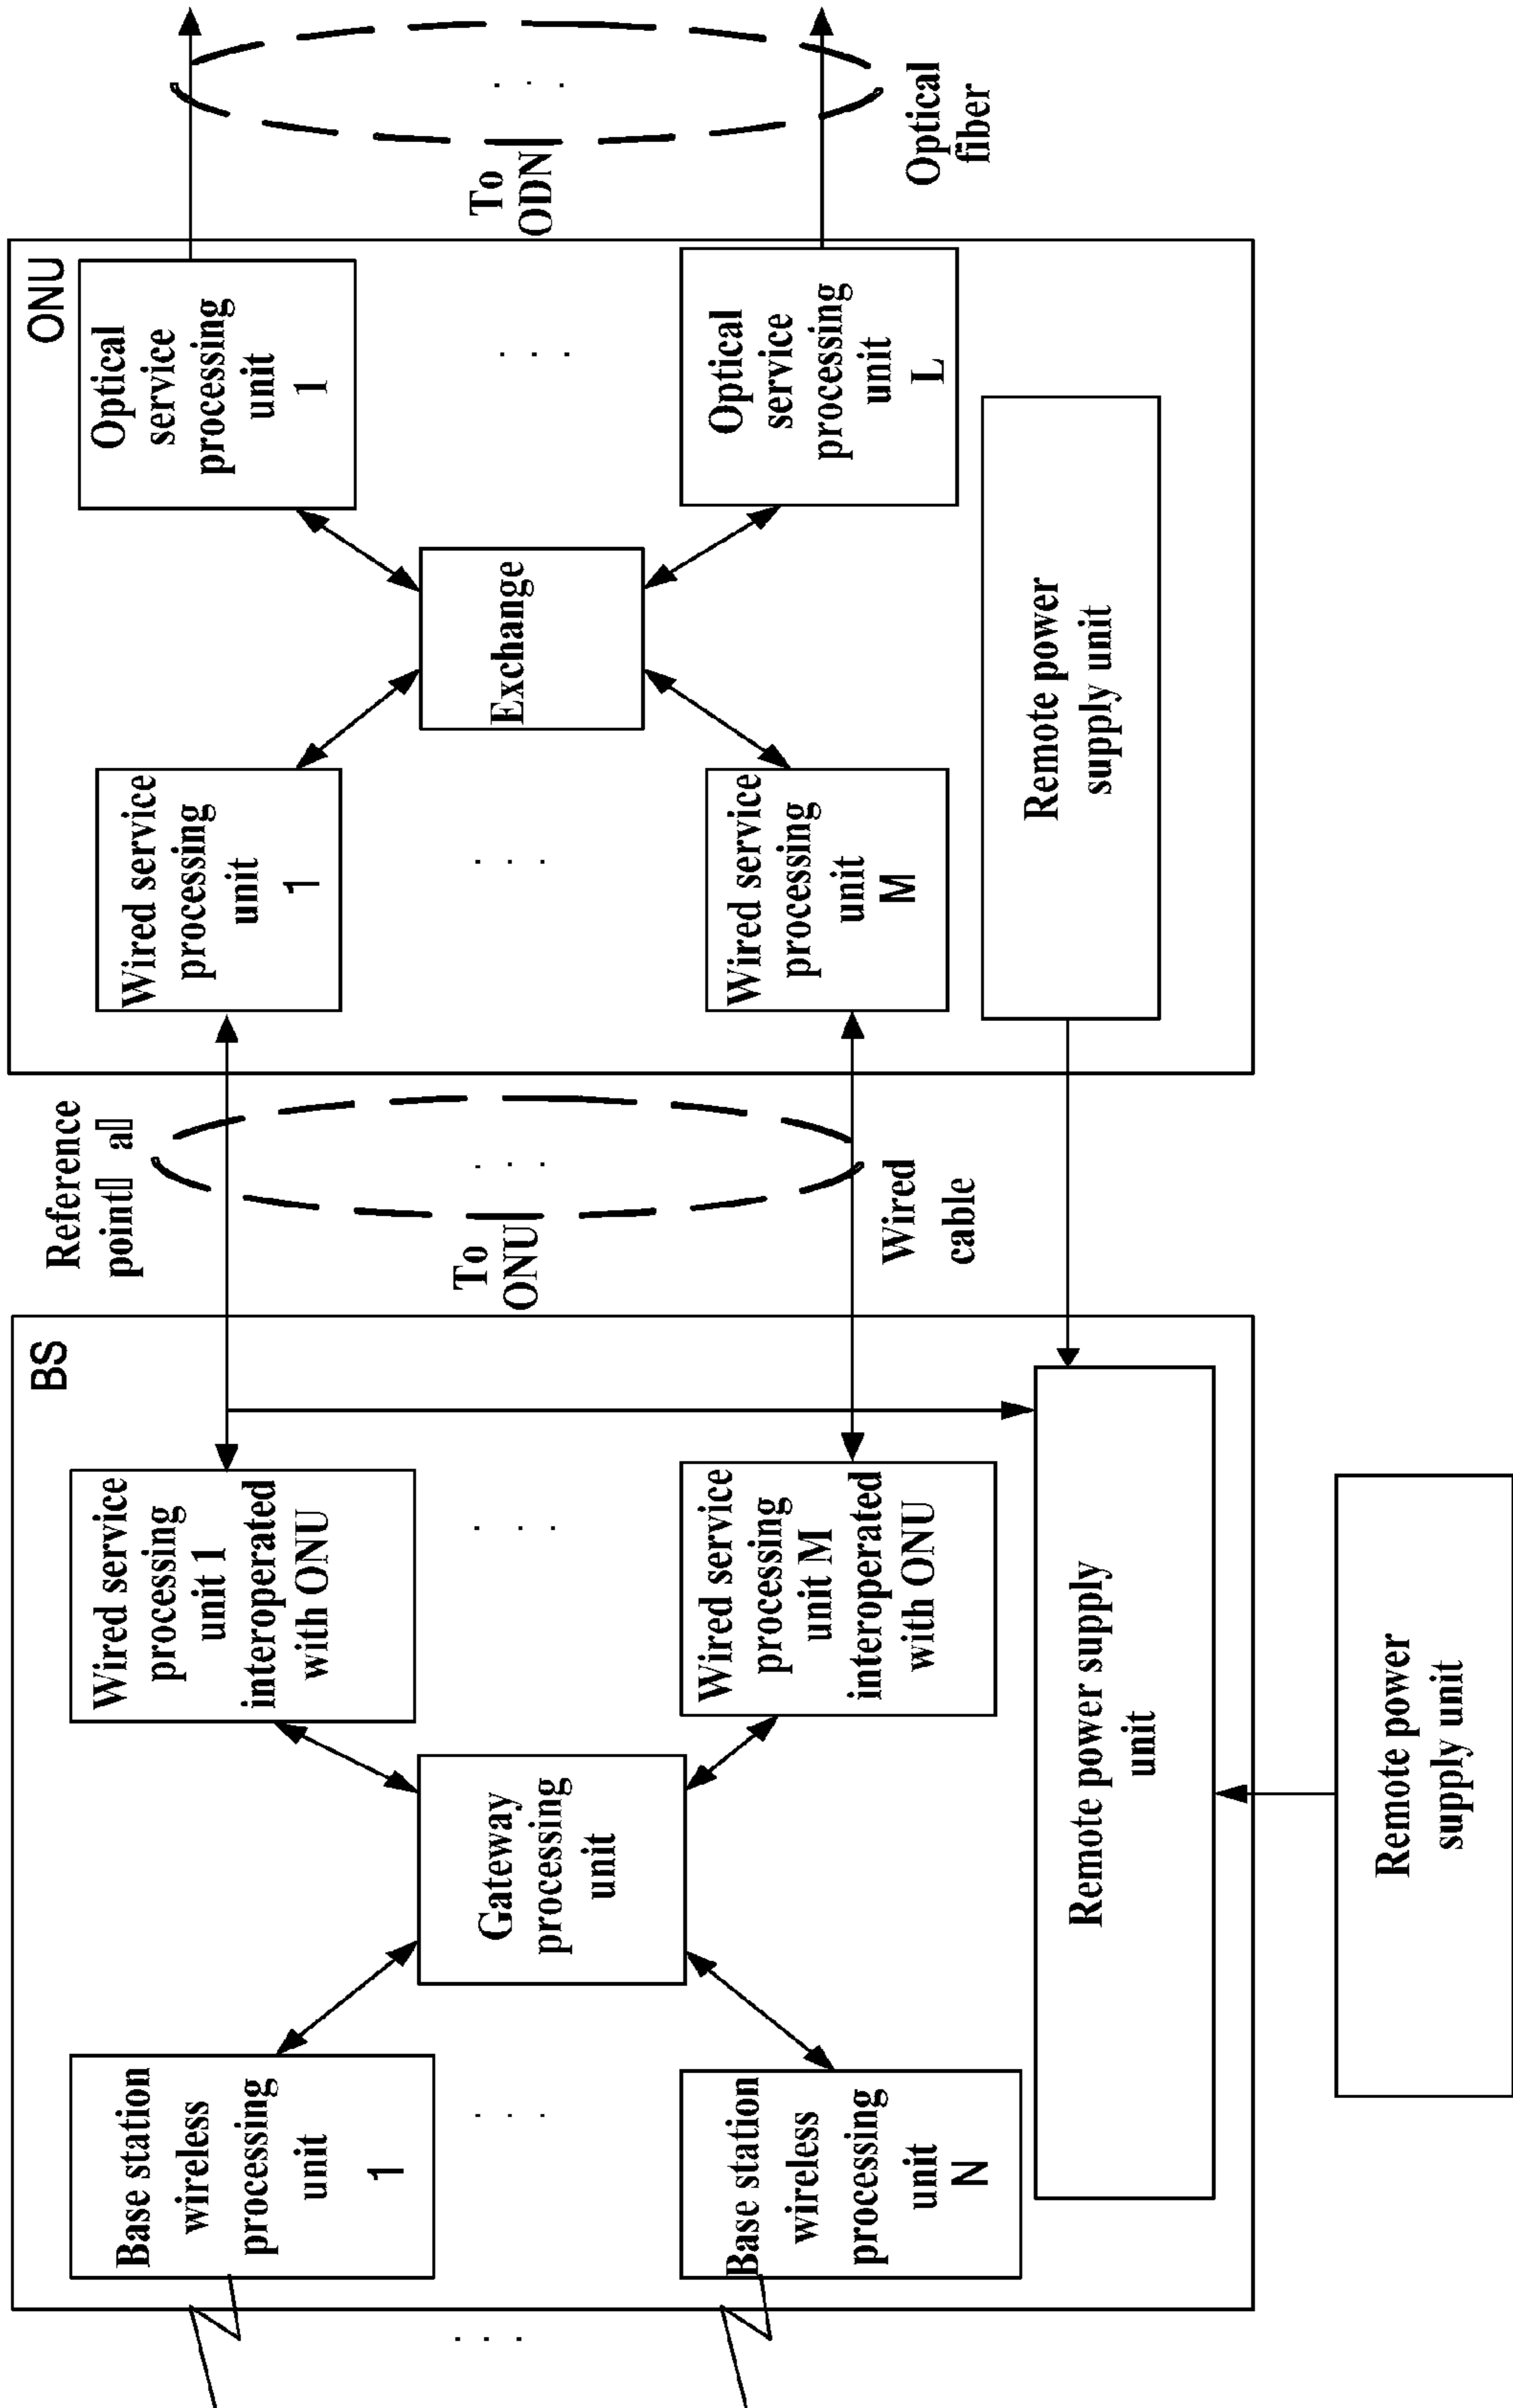 BS
Base station
wireless
processing
unit
1
. . .
Base station
wireless
processing
unit
N
. . .
Gateway
processing
unit
Wired service
processing
unit 1
interoperated
with ONU
. . .
Wired service
processing
unit M
interoperated
with ONU
Remote power supply
unit
Remote power
supply unit
Reference
point a
. . .
To
ONU
Wired
cable
ONU
Wired service
processing
unit
1
. . .
Wired service
processing
unit
M
Exchange
Optical
service
processing
unit
1
. . .
Optical
service
processing
unit
L
Remote power
supply unit
. . .
To
ODN
Optical
fiber